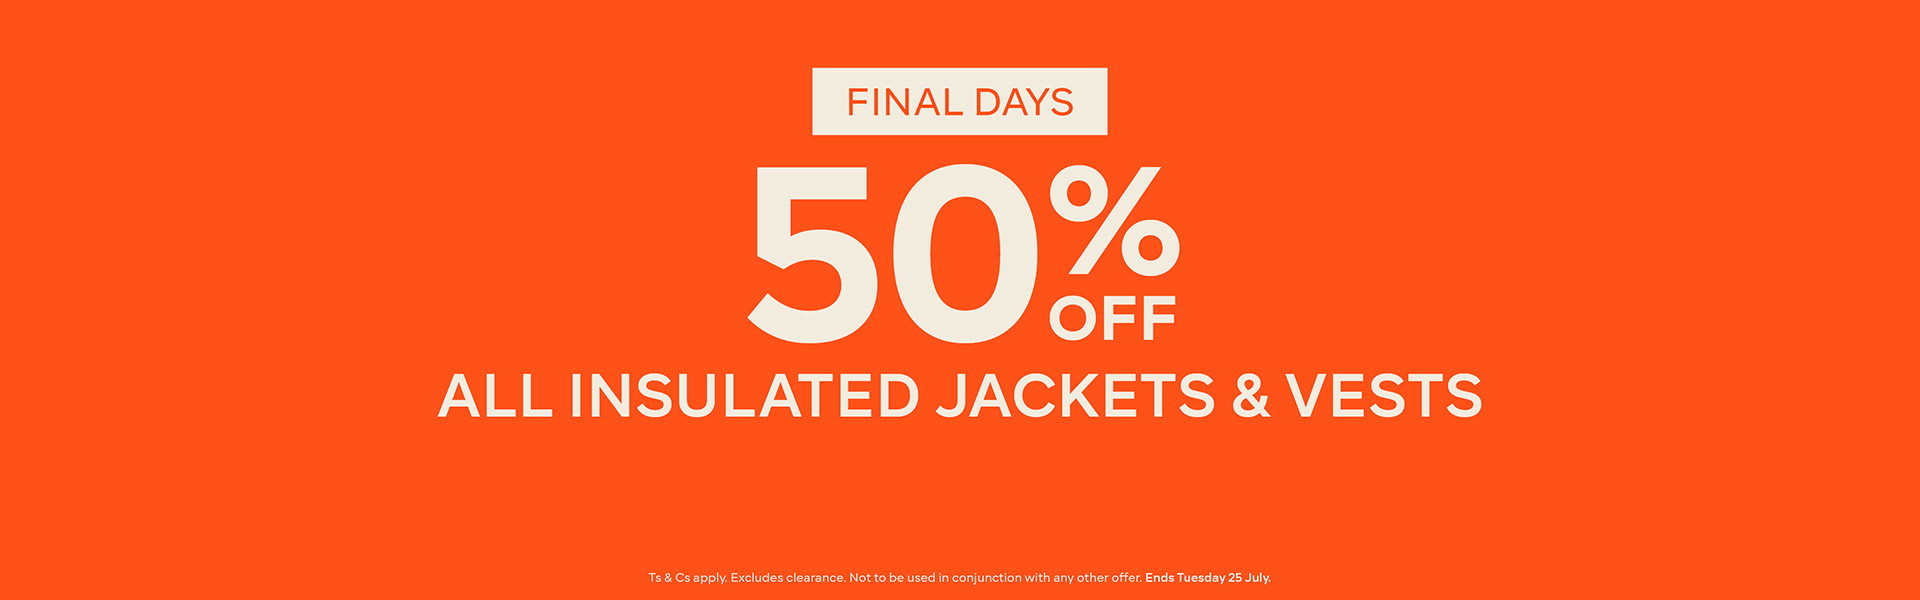 FINAL DAYS
50% OFF
ALL INSULATED JACKETS & VESTS
Ts & Cs apply. Excludes clearance. Not to be used in conjunction with any other offer. Ends Tuesday 25 July.